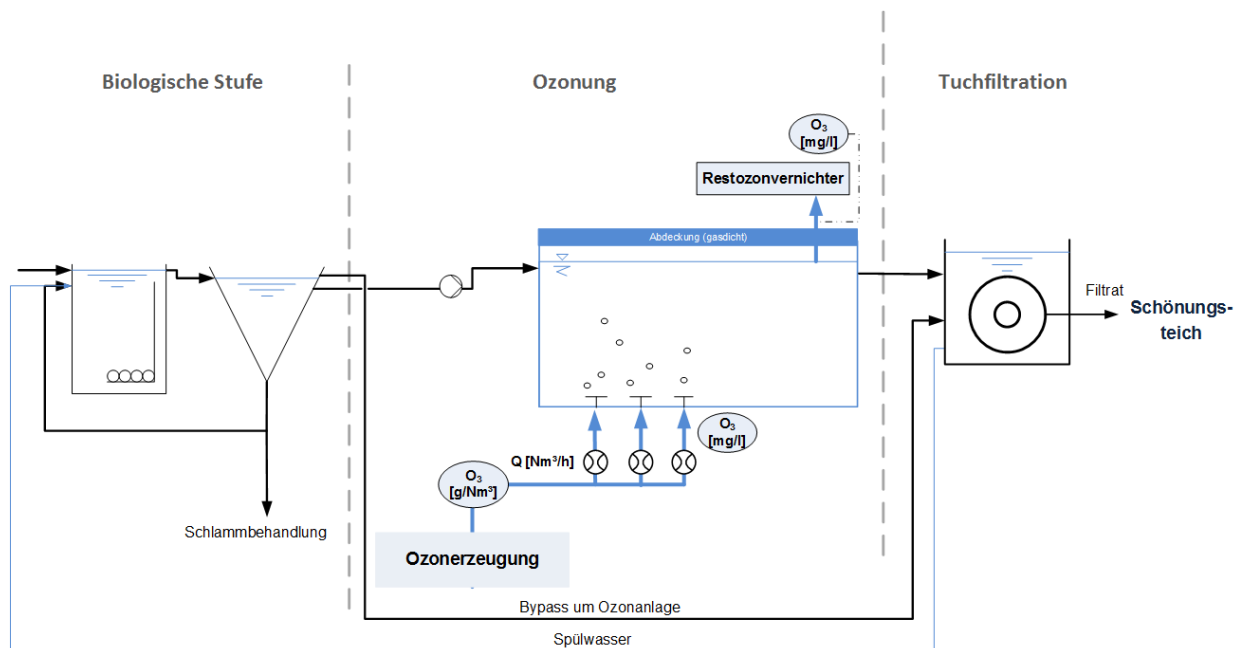 Biologische Stufe
Ozonung
Tuchfiltration
O₃
[mg/l]
Restozonvernichter
Abdeckung (gasdicht)
Filtrat
Schönungs-
teich
O₃
[mg/l]
Q [Nm³/h]
O₃
[g/Nm³]
Schlammbehandlung
Ozonerzeugung
Bypass um Ozonanlage
Spülwasser